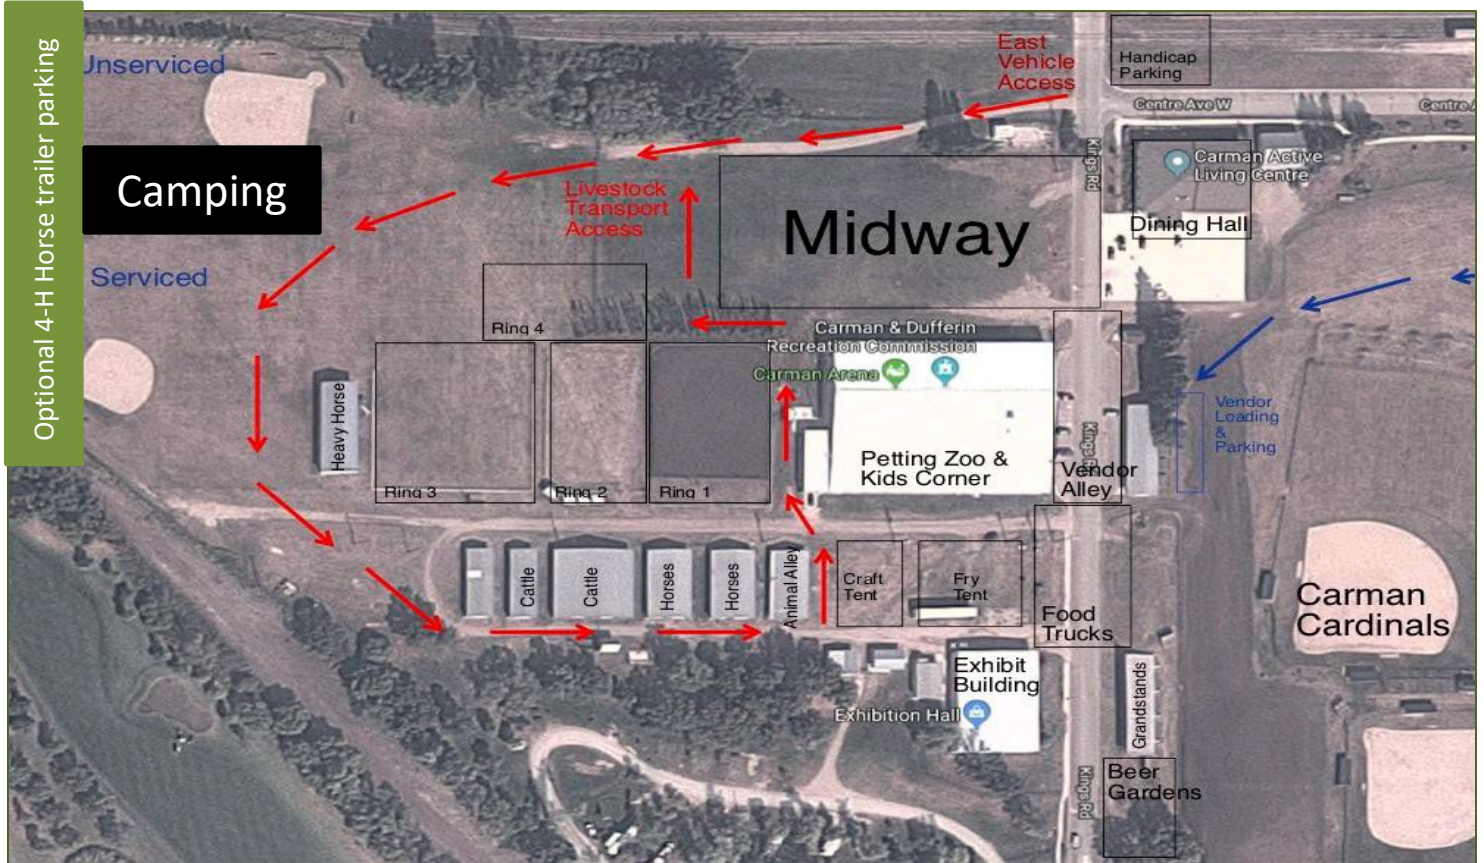 Optional 4-H Horse trailer parking
Unserviced
Camping
Serviced
East
Vehicle
Access
Handicap
Parking
Centre Ave W
Centre A
Kings Rd
Carman Active
Living Centre
Dining Hall
Livestock
Transport
Access
Midway
Ring 4
Carman & Dufferin
Recreation Commission
Carman Arena
Heavy Horse
Ring 3
Ring 2
Ring 1
Petting Zoo &
Kids Corner
Kings R
Vendor
Alley
Vendor
Loading
&
Parking
Cattle
Cattle
Horses
Horses
Animal Alley
Craft
Tent
Fry
Tent
Food
Trucks
Carman
Cardinals
Exhibit
Building
Exhibition Hall
Grandstands
Kings Rd
Beer
Gardens